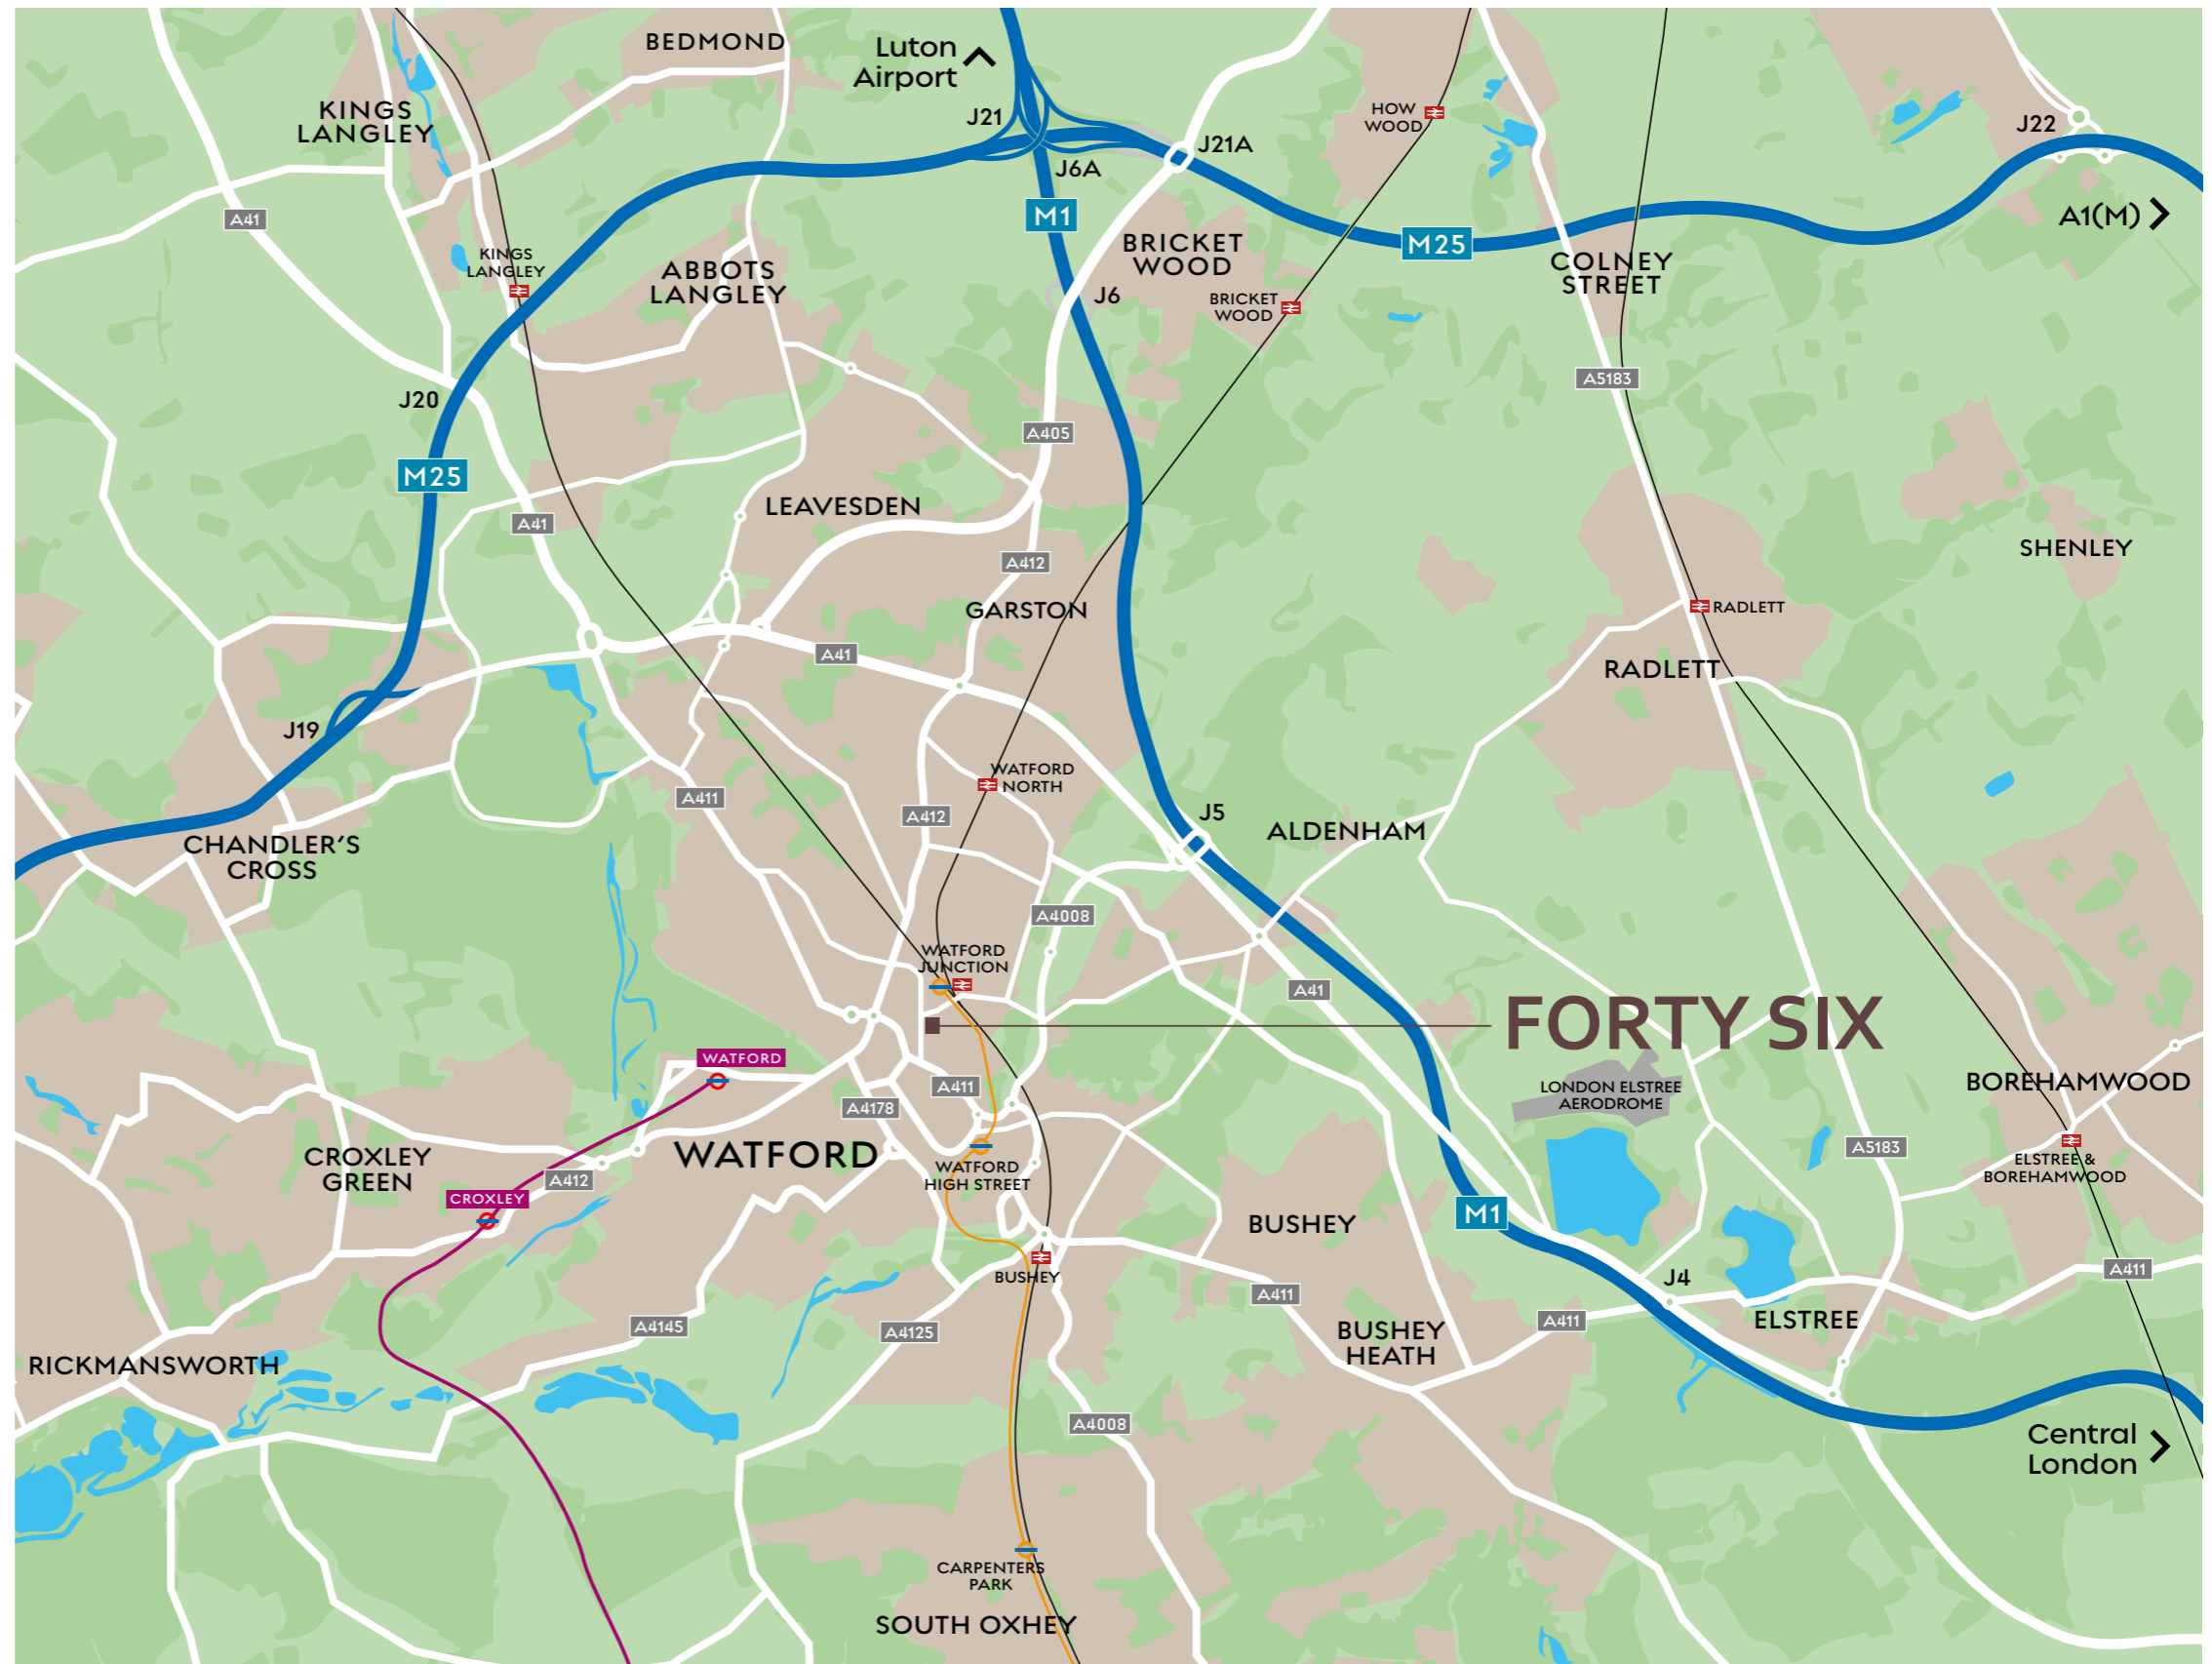 BEDMOND
Luton
Airport
KINGS
LANGLEY
J21
HOW
WOOD
J22
J21A
J6A
A41
M1
A1(M)
M25
BRICKET
WOOD
KINGS
LANGLEY
ABBOTS
LANGLEY
COLNEY
STREET
J6
BRICKET
WOOD
A5183
J20
A405
M25
LEAVESDEN
A41
SHENLEY
A412
GARSTON
RADLETT
A41
RADLETT
J19
WATFORD
NORTH
A411
J5
A412
ALDENHAM
CHANDLER'S
CROSS
A4008
WATFORD
JUNCTION
A41
FORTY SIX
WATFORD
A411
LONDON ELSTREE
AERODROME
BOREHAMWOOD
A4178
WATFORD
A5183
CROXLEY
GREEN
A412
WATFORD
HIGH STREET
ELSTREE &
BOREHAMWOOD
CROXLEY
M1
BUSHEY
A411
BUSHEY
J4
A411
A4145
A4125
A411
ELSTREE
BUSHEY
HEATH
RICKMANSWORTH
A4008
Central
London
CARPENTERS
PARK
SOUTH OXHEY